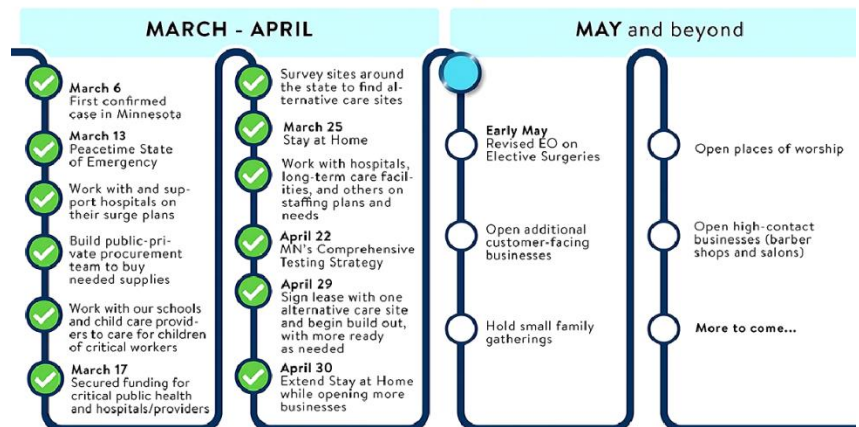 MARCH - APRIL
March 6
First confirmed
case in Minnesota
March 13
Peacetime State
of Emergency
Work with and sup-
port hospitals on
their surge plans
Build public-pri-
vate procurement
team to buy
needed supplies
Work with our schools
and child care provid-
ers to care for children
of critical workers
March 17
Secured funding for
critical public health
and hospitals/providers
Survey sites around
the state to find al-
ternative care sites
March 25
Stay at Home
Work with hospitals,
long-term care facil-
ities, and others on
staffing plans and
needs
April 22
MN's Comprehensive
Testing Strategy
April 29
Sign lease with one
alternative care site
and begin build out,
with more ready
as needed
April 30
Extend Stay at Home
while opening more
businesses
MAY and beyond
Early May
Revised EO on
Elective Surgeries
Open additional
customer-facing
businesses
Hold small family
gatherings
Open places of worship
Open high-contact
businesses (barber
shops and salons)
More to come...